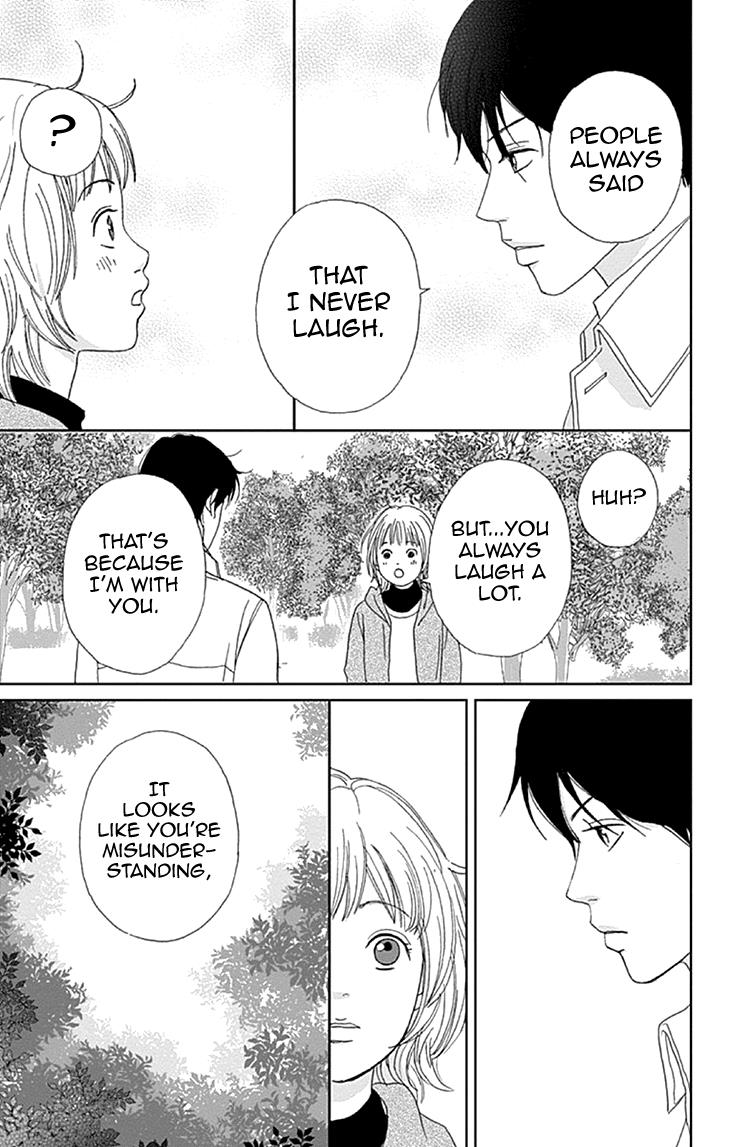 PEOPLE
ALWAYS
SAID
THAT
I NEVER
LAUGH.
?
HUH?
BUT...YOU
ALWAYS
LAUGH A
LOT.
THAT'S
BECAUSE
I'M WITH
YOU.
IT
LOOKS
LIKE YOU'RE
MISUNDER-
STANDING,